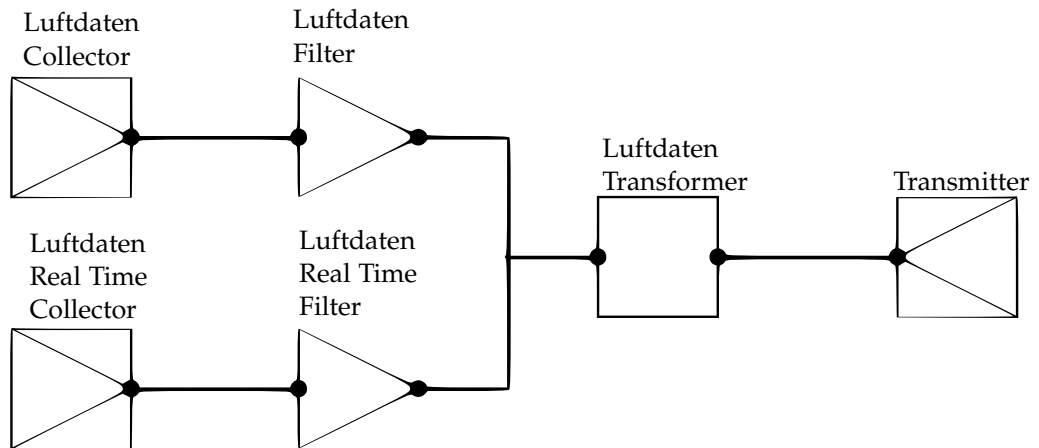 Luftdaten
Collector
Luftdaten
Filter
Luftdaten
Transformer
Transmitter
Luftdaten
Real Time
Collector
Luftdaten
Real Time
Filter